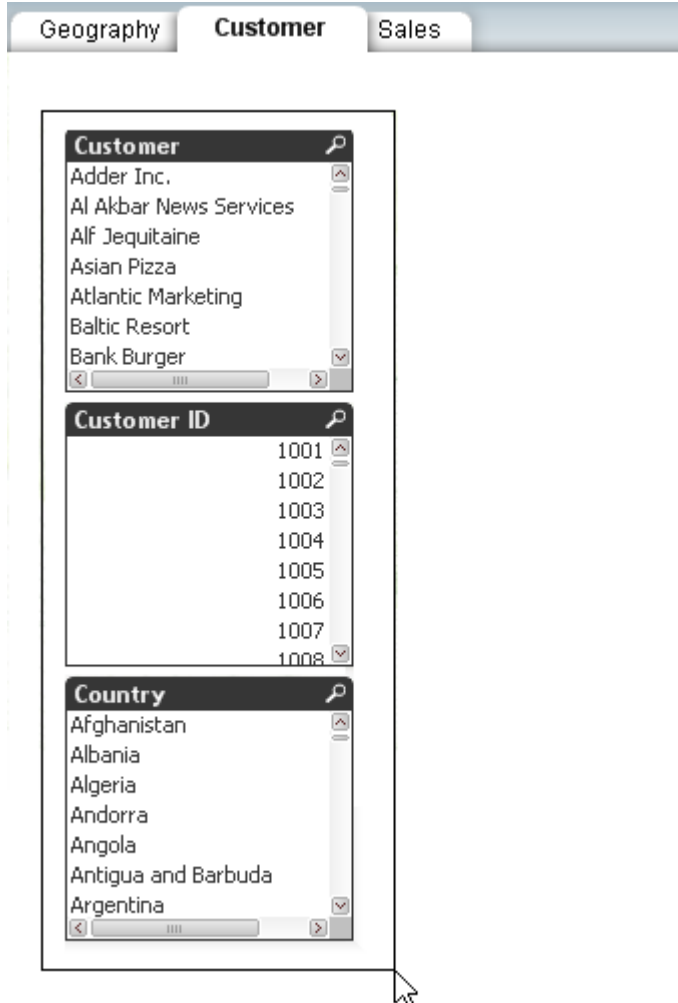 Geography Customer Sales
Customer
Adder Inc.
Al Akbar News Services
Alf Jequitaine
Asian Pizza
Atlantic Marketing
Baltic Resort
Bank Burger
Customer ID
1001
1002
1003
1004
1005
1006
1007
1008
Country
Afghanistan
Albania
Algeria
Andorra
Angola
Antigua and Barbuda
Argentina